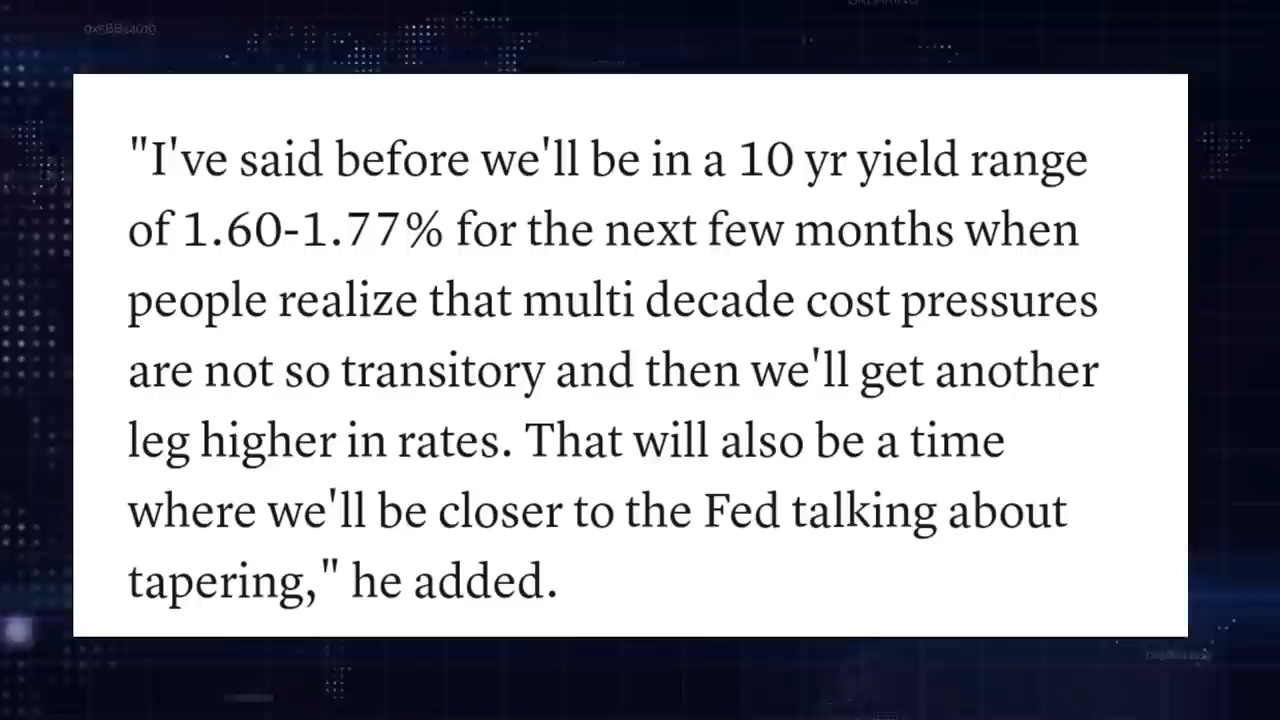 "I've said before we'll be in a 10 yr yield range
of 1.60-1.77% for the next few months when
people realize that multi decade cost pressures
are not so transitory and then we'll get another
leg higher in rates. That will also be a time
where we'll be closer to the Fed talking about
tapering," he added.